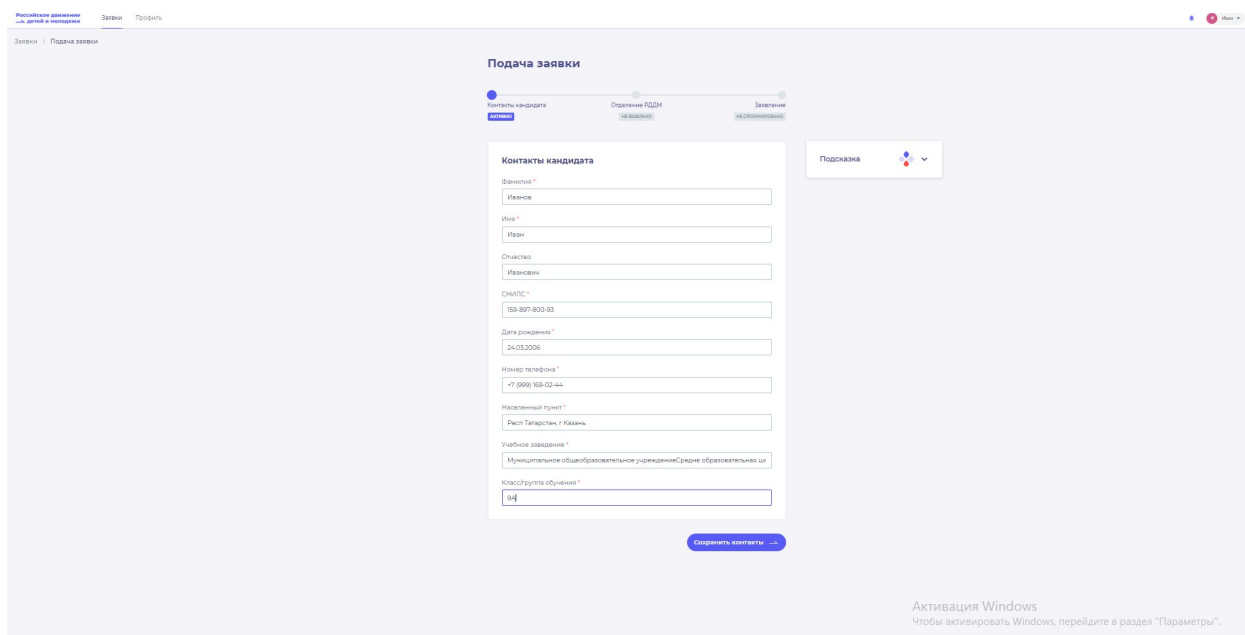 Российское движение
детей и молодежи
Заявки Профиль
И Иван
Заявки > Подача заявки
Подача заявки
Контакты кандидата Отделение РДДМ Заявление
АКТИВНО НЕ ВЫБРАНО НЕ СФОРМИРОВАНО
Контакты кандидата
Подсказка
Фамилия *
Иванов
Имя *
Иван
Отчество
Иванович
СНИЛС *
159-897-800-93
Дата рождения *
24.03.2006
Номер телефона *
+7 (999) 169-02-44
Населенный пункт *
Респ Татарстан, г Казань
Учебное заведение *
Муниципальное общеобразовательное учреждениеСредне образовательная шк
Класс/группа обучения *
9А
Сохранить контакты
Активация Windows
Чтобы активировать Windows, перейдите в раздел "Параметры".